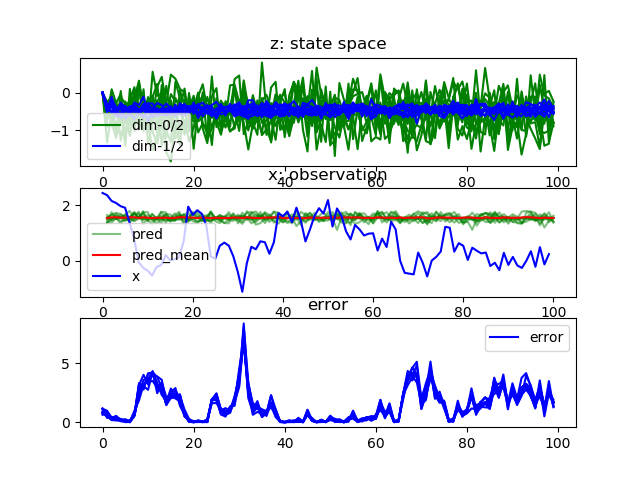 z: state space
0
−1
dim-0/2
dim-1/2
0
20
40
60
80
100
x: observation
2
0
pred
pred_mean
x
0
20
40
60
80
100
error
5
0
error
0
20
40
60
80
100